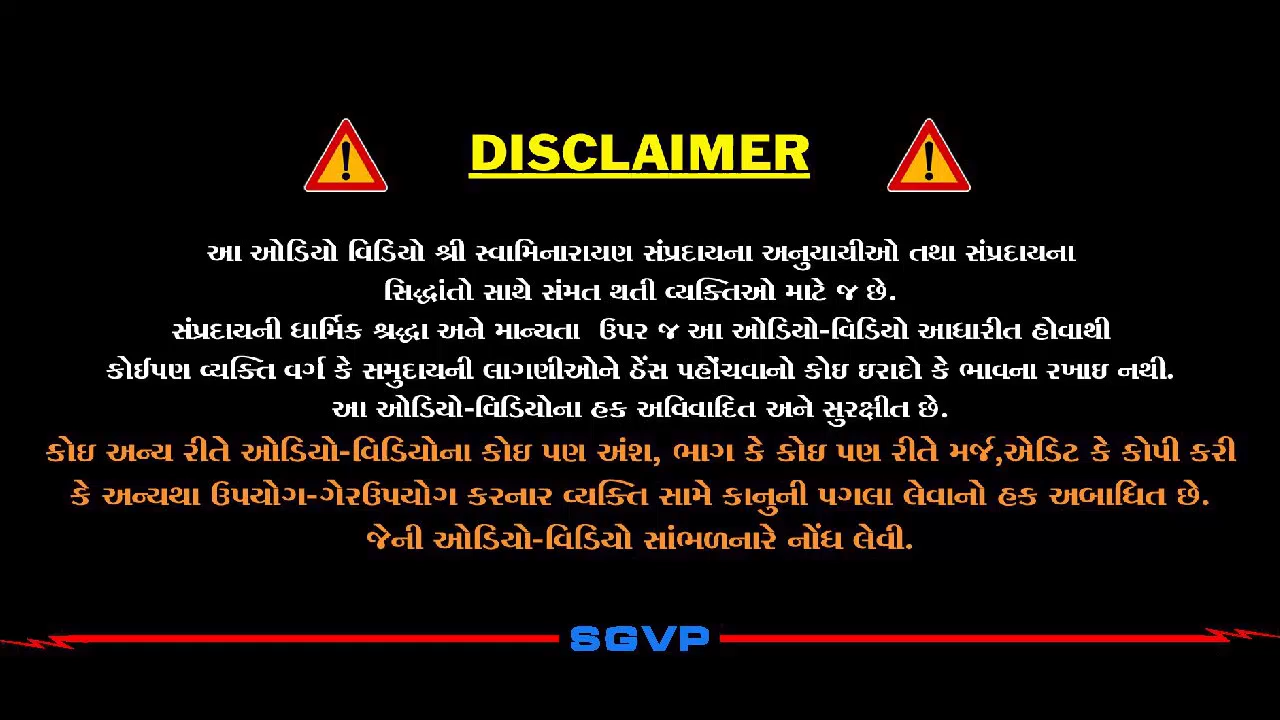 DISCLAIMER
આ ઓડિયો વિડિયો શ્રી સ્વામિનારાયણ સંપ્રદાયના અનુયાયીઓ તથા સંપ્રદાયના
સિદ્ધાંતો સાથે સંમત થતી વ્યક્તિઓ માટે જ છે.
સંપ્રદાયની ધાર્મિક શ્રદ્ધા અને માન્યતા ઉપર જ આ ઓડિયો-વિડિયો આધારીત હોવાથી
કોઈપણ વ્યક્તિ વર્ગ કે સમુદાયની લાગણીઓને ઠેંસ પહોંચવાનો કોઇ ઇરાદો કે ભાવના રખાઇ નથી.
આ ઓડિયો-વિડિયોના હક અવિવાદિત અને સુરક્ષીત છે.
કોઇ અન્ય રીતે ઓડિયો-વિડિયોના કોઇ પણ અંશ, ભાગ કે કોઇ પણ રીતે મર્જ,એડિટ કે કોપી કરી
કે અન્યથા ઉપયોગ-ગેરઉપયોગ કરનાર વ્યક્તિ સામે કાનુની પગલા લેવાનો હક અબાધિત છે.
જેની ઓડિયો-વિડિયો સાંભળનારે નોંધ લેવી.
SGVP